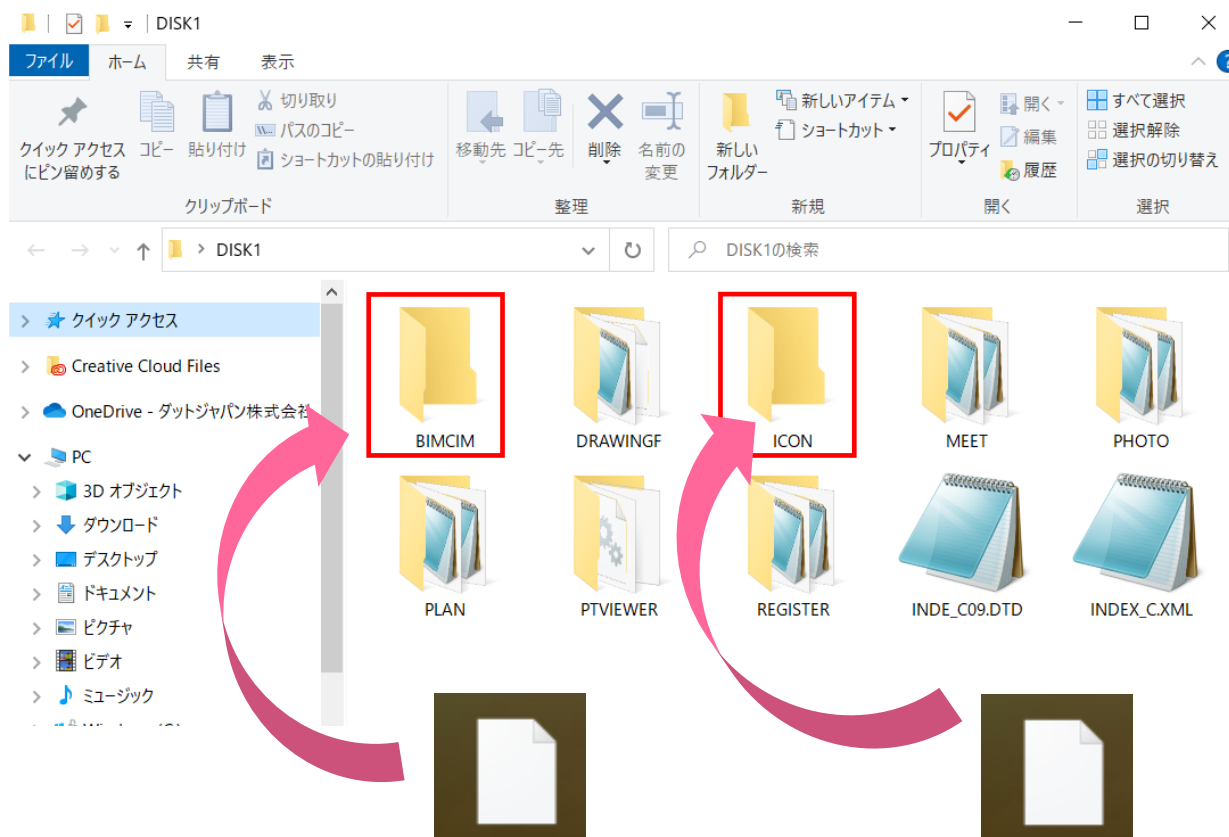 DISK1
ファイル ホーム 共有 表示
クイック アクセス
にピン留めする
コピー
貼り付け
切り取り
パスのコピー
ショートカットの貼り付け
クリップボード
移動先
コピー先
削除
名前の
変更
整理
新しい
フォルダー
新しいアイテム
ショートカット
新規
プロパティ
開く
編集
履歴
開く
すべて選択
選択解除
選択の切り替え
選択
DISK1
DISK1の検索
クイック アクセス
Creative Cloud Files
OneDrive - ダットジャパン株式会社
PC
3D オブジェクト
ダウンロード
デスクトップ
ドキュメント
ピクチャ
ビデオ
ミュージック
BIMCIM DRAWINGF ICON MEET PHOTO
PLAN PTVIEWER REGISTER INDE_C09.DTD INDEX_C.XML